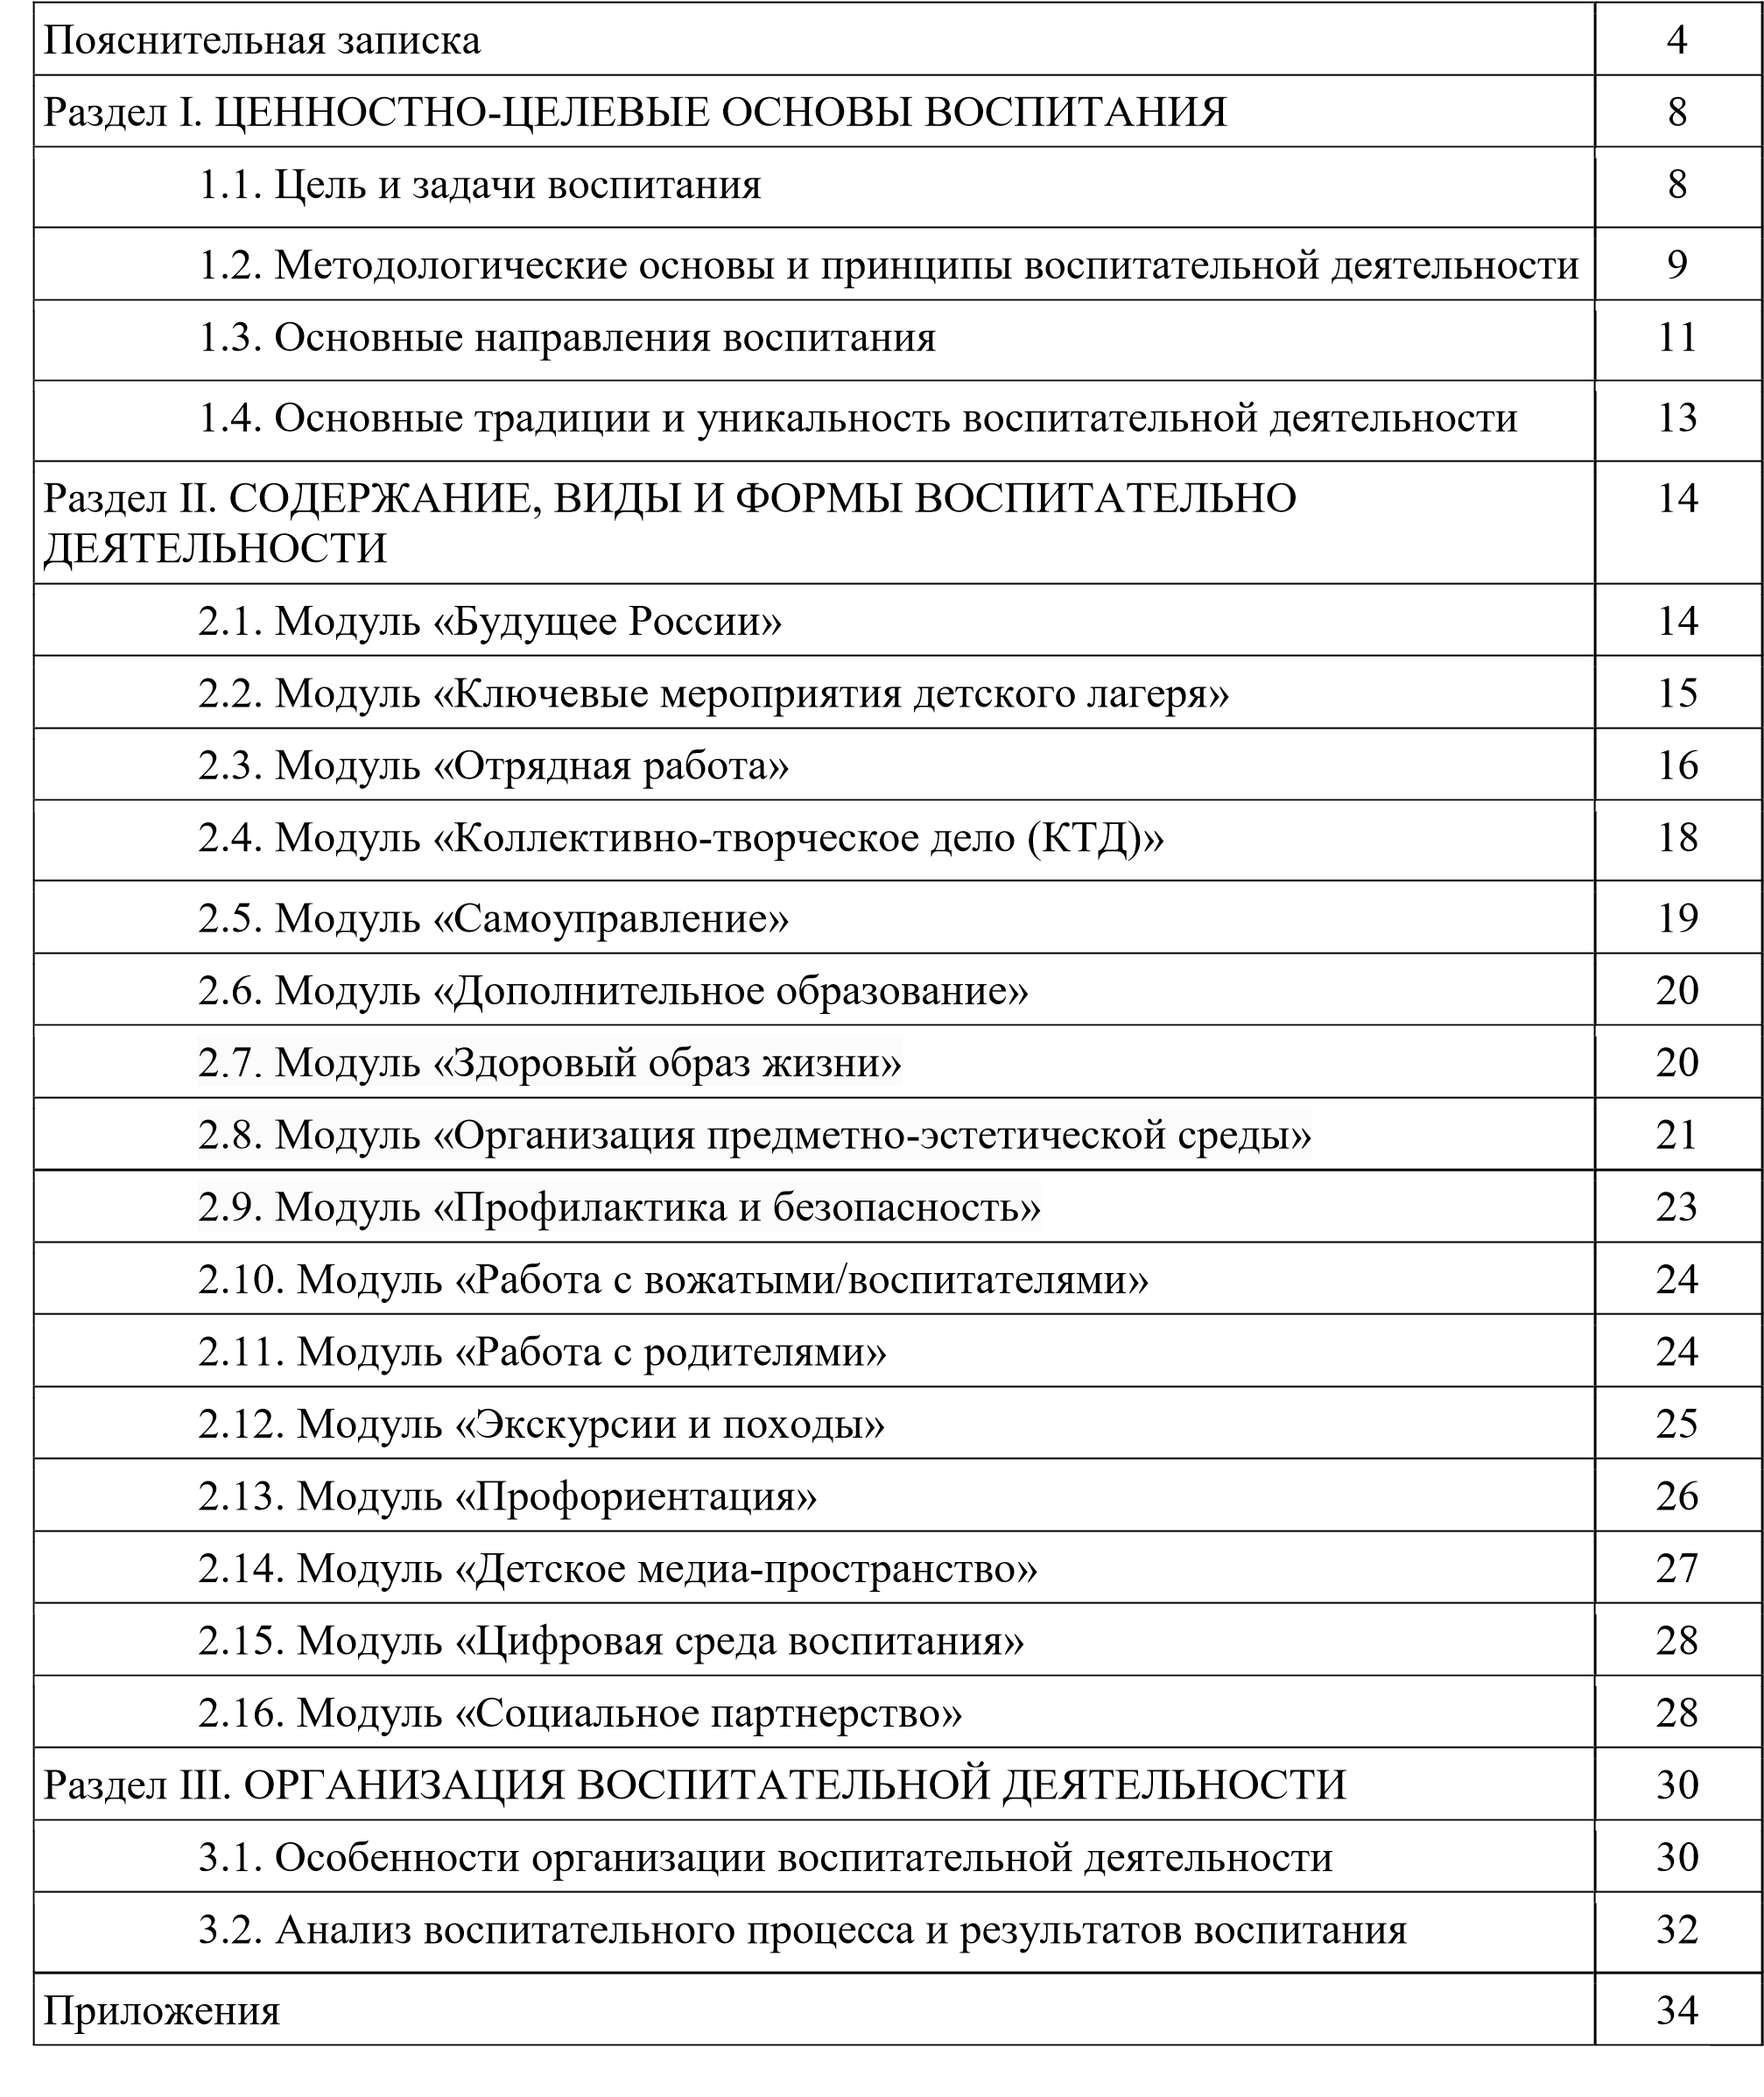 Пояснительная записка 4
Раздел I. ЦЕННОСТНО-ЦЕЛЕВЫЕ ОСНОВЫ ВОСПИТАНИЯ 8
1.1. Цель и задачи воспитания 8
1.2. Методологические основы и принципы воспитательной деятельности 9
1.3. Основные направления воспитания 11
1.4. Основные традиции и уникальность воспитательной деятельности 13
Раздел II. СОДЕРЖАНИЕ, ВИДЫ И ФОРМЫ ВОСПИТАТЕЛЬНО 14
ДЕЯТЕЛЬНОСТИ
2.1. Модуль «Будущее России» 14
2.2. Модуль «Ключевые мероприятия детского лагеря» 15
2.3. Модуль «Отрядная работа» 16
2.4. Модуль «Коллективно-творческое дело (КТД)» 18
2.5. Модуль «Самоуправление» 19
2.6. Модуль «Дополнительное образование» 20
2.7. Модуль «Здоровый образ жизни» 20
2.8. Модуль «Организация предметно-эстетической среды» 21
2.9. Модуль «Профилактика и безопасность» 23
2.10. Модуль «Работа с вожатыми/воспитателями» 24
2.11. Модуль «Работа с родителями» 24
2.12. Модуль «Экскурсии и походы» 25
2.13. Модуль «Профориентация» 26
2.14. Модуль «Детское медиа-пространство» 27
2.15. Модуль «Цифровая среда воспитания» 28
2.16. Модуль «Социальное партнерство» 28
Раздел III. ОРГАНИЗАЦИЯ ВОСПИТАТЕЛЬНОЙ ДЕЯТЕЛЬНОСТИ 30
3.1. Особенности организации воспитательной деятельности 30
3.2. Анализ воспитательного процесса и результатов воспитания 32
Приложения 34